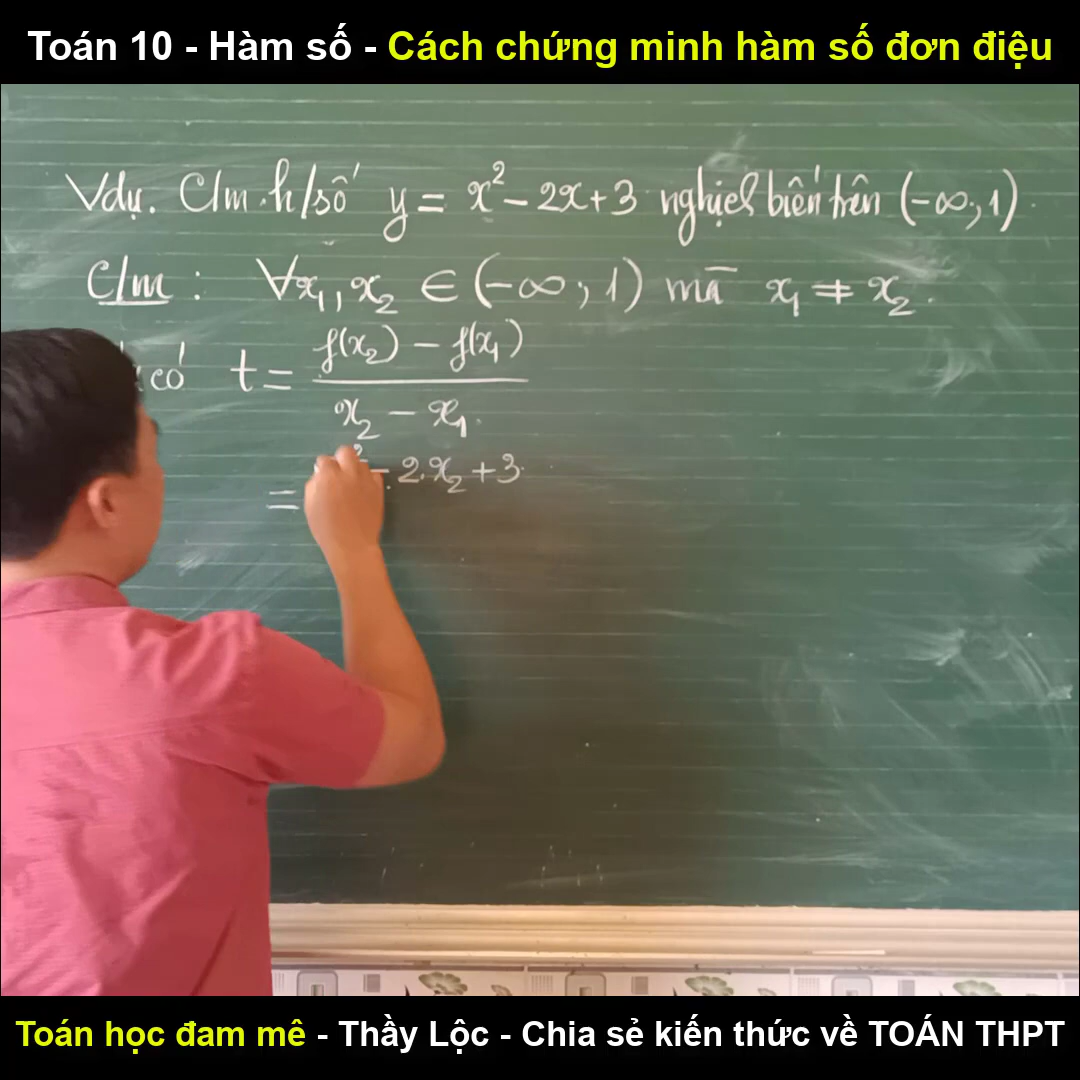 Toán 10 - Hàm số - Cách chứng minh hàm số đơn điệu
Vdụ. C/m h/số y = x² - 2x + 3 nghịch biến trên (-∞; 1)
C/m : ∀x₁, x₂ ∈ (-∞; 1) mà x₁ ≠ x₂.
có t = f(x₂) - f(x₁)
x₂ - x₁
= ² - 2.x₂ + 3
Toán học đam mê - Thầy Lộc - Chia sẻ kiến thức về TOÁN THPT